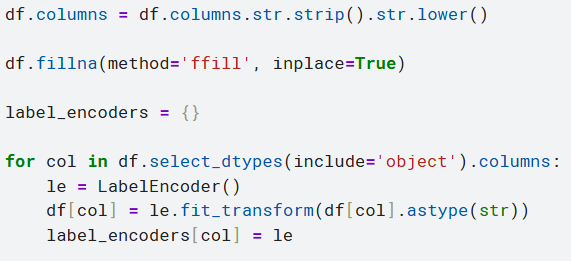 df.columns = df.columns.str.strip().str.lower()
df.fillna(method='ffill', inplace=True)
label_encoders = {}
for col in df.select_dtypes(include='object').columns:
    le = LabelEncoder()
    df[col] = le.fit_transform(df[col].astype(str))
    label_encoders[col] = le